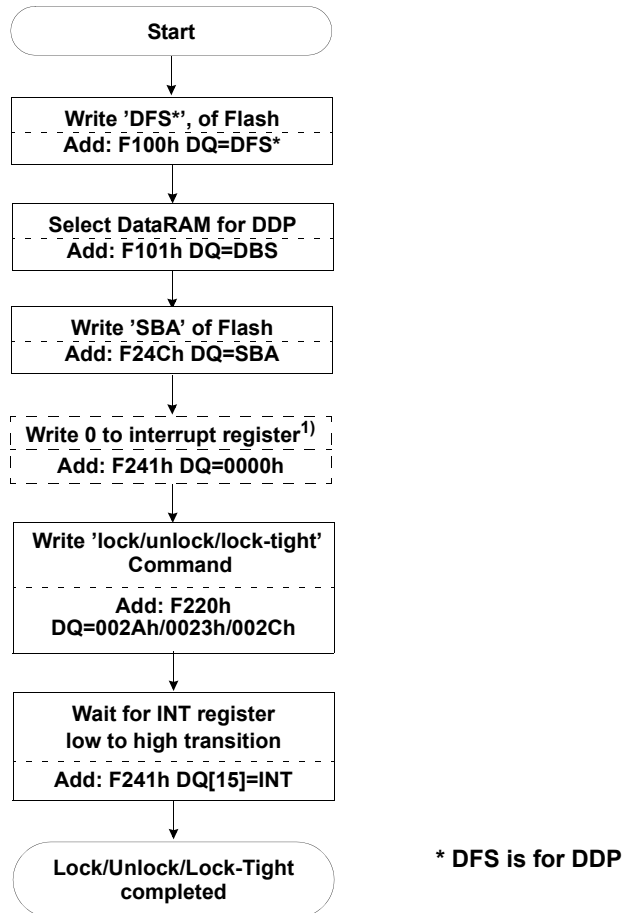 Start
Write ’DFS*’, of Flash
Add: F100h DQ=DFS*
Select DataRAM for DDP
Add: F101h DQ=DBS
Write ’SBA’ of Flash
Add: F24Ch DQ=SBA
Write 0 to interrupt register1)
Add: F241h DQ=0000h
Write ’lock/unlock/lock-tight’
Command
Add: F220h
DQ=002Ah/0023h/002Ch
Wait for INT register
low to high transition
Add: F241h DQ[15]=INT
Lock/Unlock/Lock-Tight
completed
* DFS is for DDP